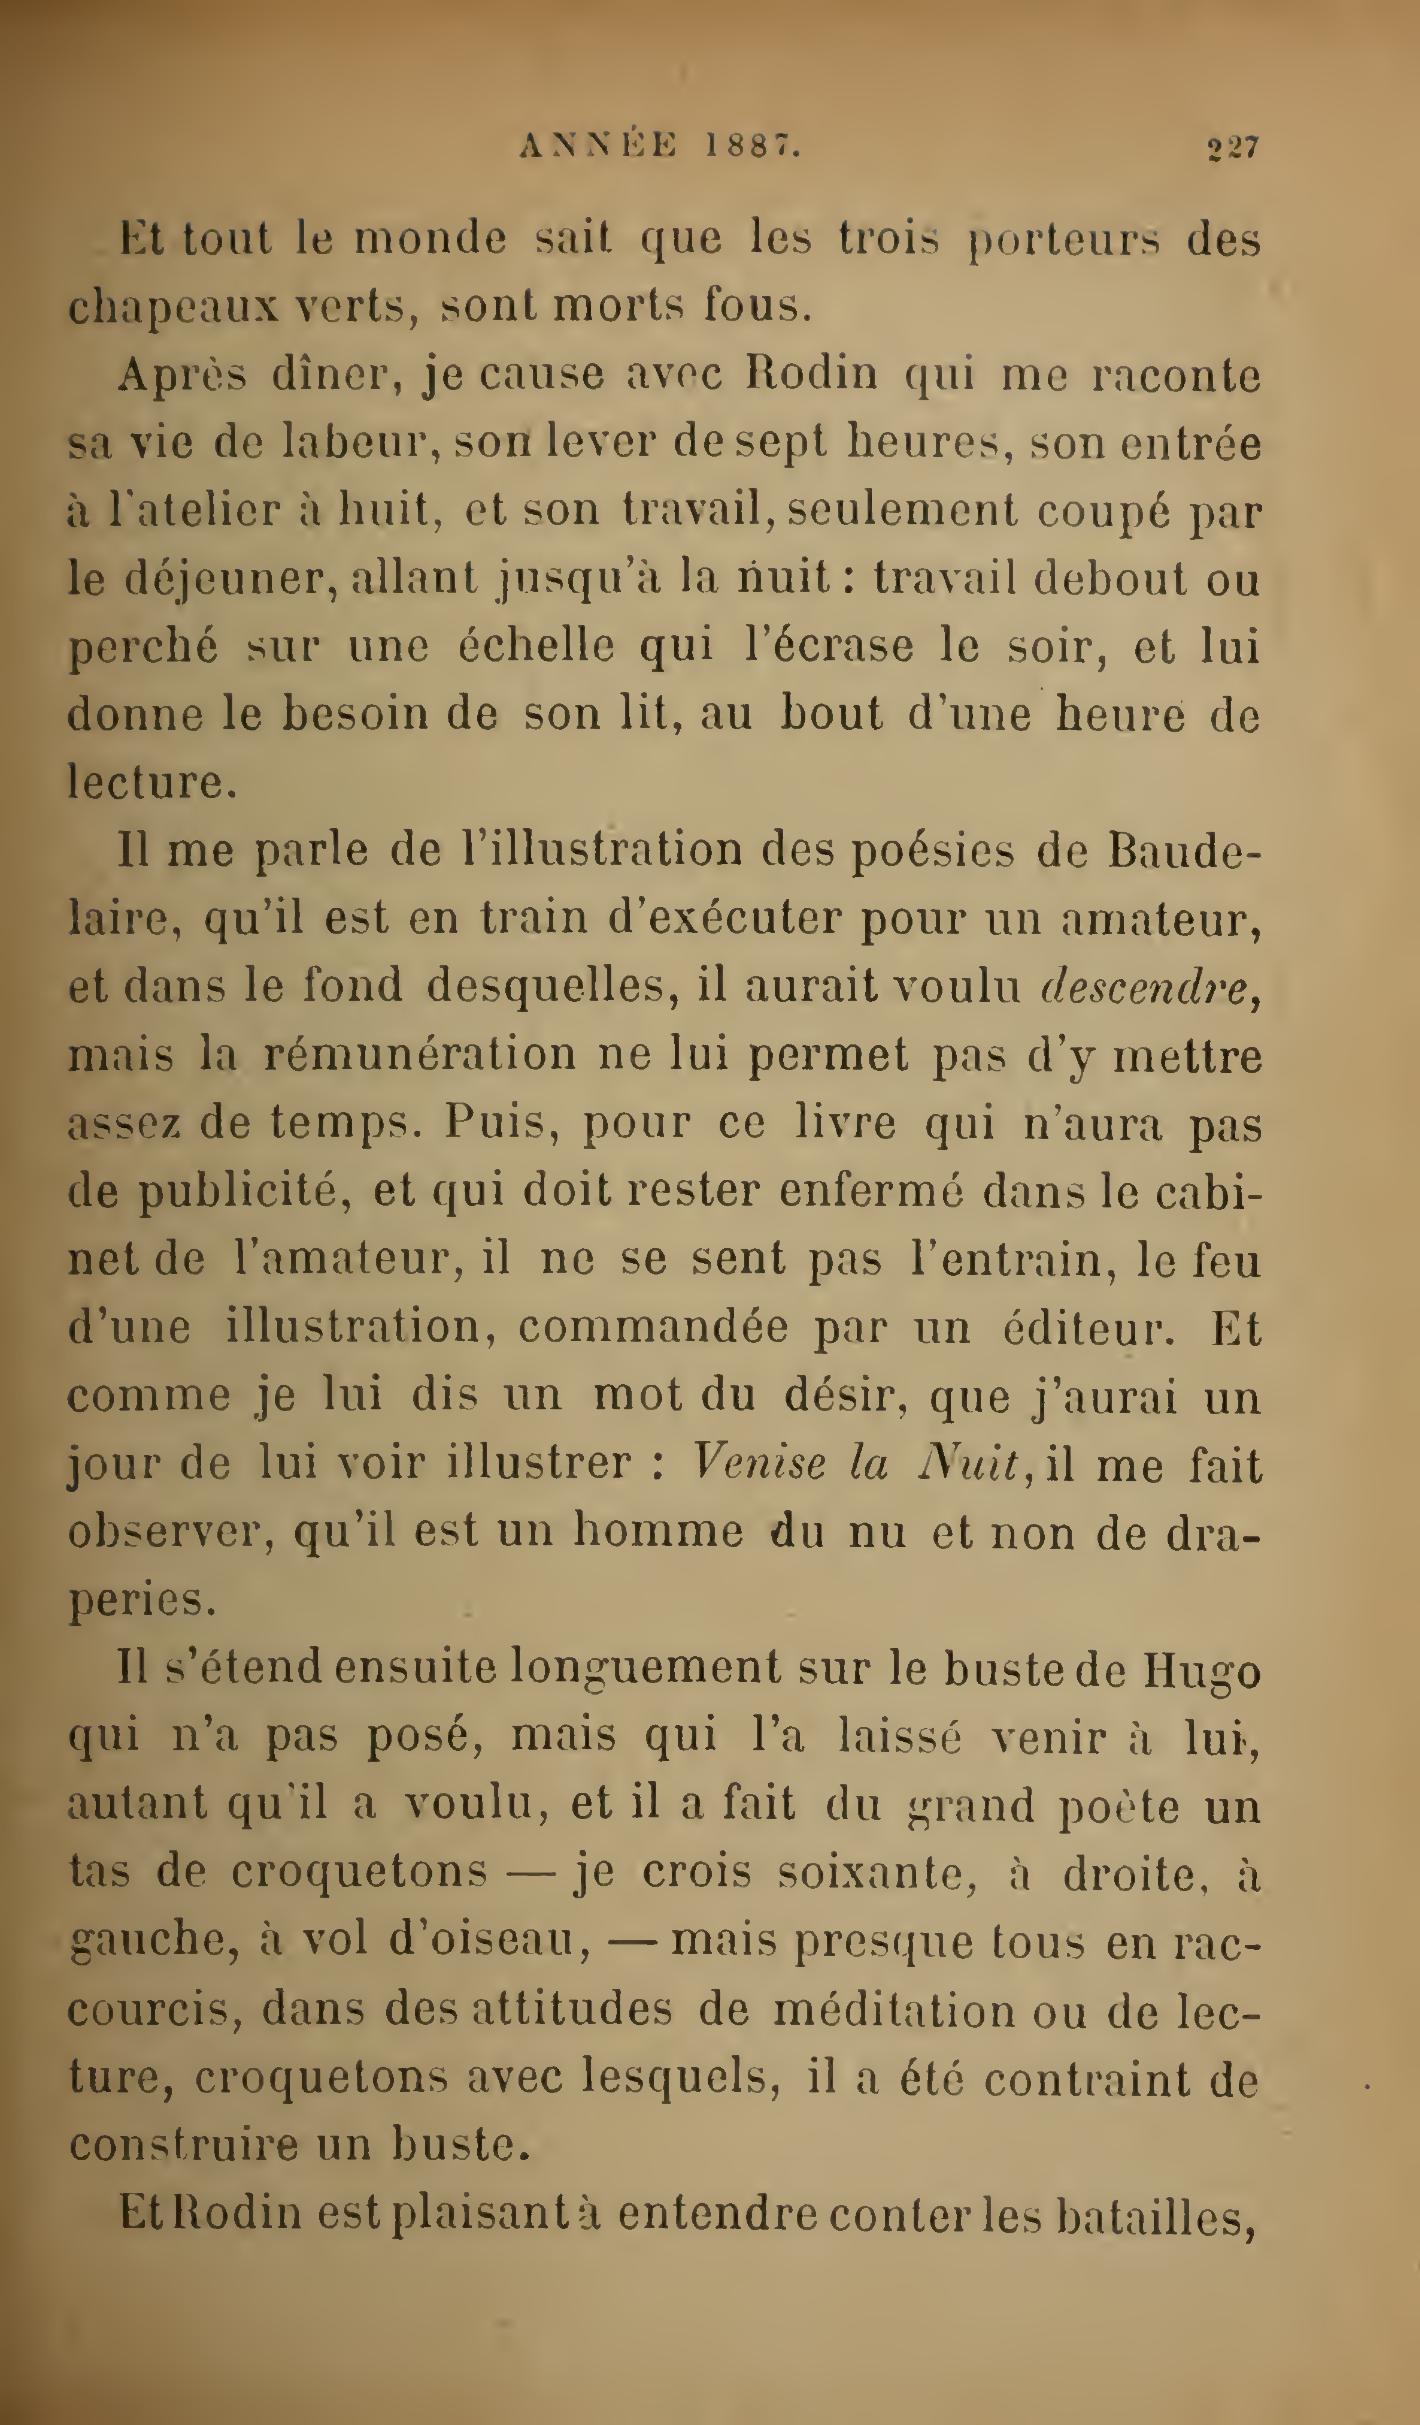 ANNÉE 1887. 227
Et tout le monde sait que les trois porteurs des
chapeaux verts, sont morts fous.
Après dîner, je cause avec Rodin qui me raconte
sa vie de labeur, son lever de sept heures, son entrée
à l'atelier à huit, et son travail, seulement coupé par
le déjeuner, allant jusqu'à la nuit : travail debout ou
perché sur une échelle qui l'écrase le soir, et lui
donne le besoin de son lit, au bout d'une heure de
lecture.
Il me parle de l'illustration des poésies de Baude-
laire, qu'il est en train d'exécuter pour un amateur,
et dans le fond desquelles, il aurait voulu descendre,
mais la rémunération ne lui permet pas d'y mettre
assez de temps. Puis, pour ce livre qui n'aura pas
de publicité, et qui doit rester enfermé dans le cabi-
net de l'amateur, il ne se sent pas l'entrain, le feu
d'une illustration, commandée par un éditeur. Et
comme je lui dis un mot du désir, que j'aurai un
jour de lui voir illustrer : Venise la Nuit, il me fait
observer, qu'il est un homme du nu et non de dra-
peries.
Il s'étend ensuite longuement sur le buste de Hugo
qui n'a pas posé, mais qui l'a laissé venir à lui,
autant qu'il a voulu, et il a fait du grand poète un
tas de croquetons — je crois soixante, à droite, à
gauche, à vol d'oiseau, — mais presque tous en rac-
courcis, dans des attitudes de méditation ou de lec-
ture, croquetons avec lesquels, il a été contraint de
construire un buste.
Et Rodin est plaisant à entendre conter les batailles,